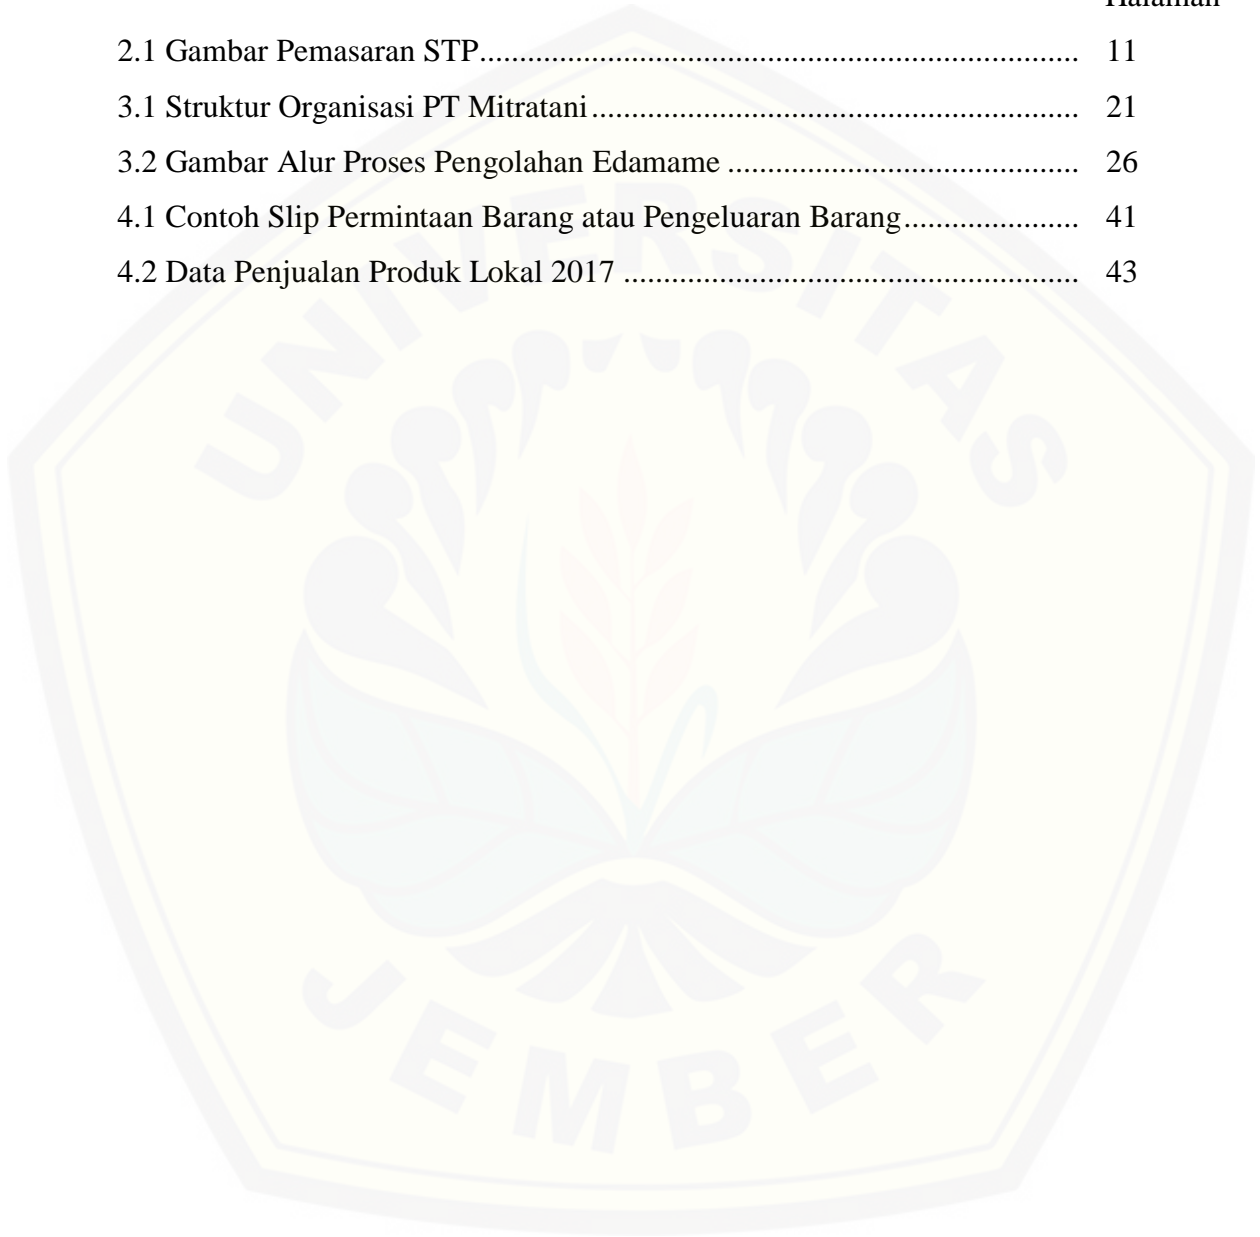 Halaman
2.1 Gambar Pemasaran STP.......................................................................... 11
3.1 Struktur Organisasi PT Mitratani............................................................. 21
3.2 Gambar Alur Proses Pengolahan Edamame ............................................ 26
4.1 Contoh Slip Permintaan Barang atau Pengeluaran Barang...................... 41
4.2 Data Penjualan Produk Lokal 2017 ......................................................... 43
UNIVERSITAS
JEMBER